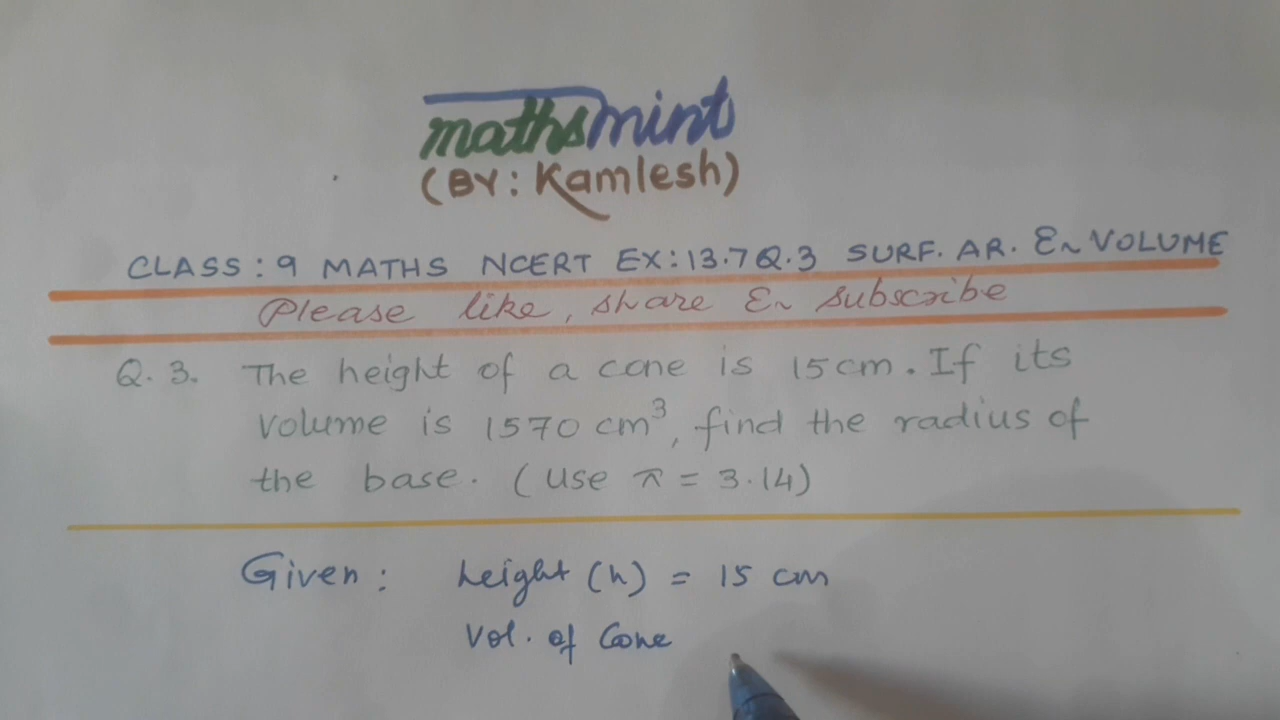 mathsmint
(BY: Kamlesh)
CLASS: 9 MATHS NCERT EX: 13.7 Q.3 SURF. AR. & VOLUME
Please like, share & subscribe
Q. 3. The height of a cone is 15 cm. If its
volume is 1570 cm³, find the radius of
the base. (use π = 3.14)
Given: height (h) = 15 cm
Vol. of Cone